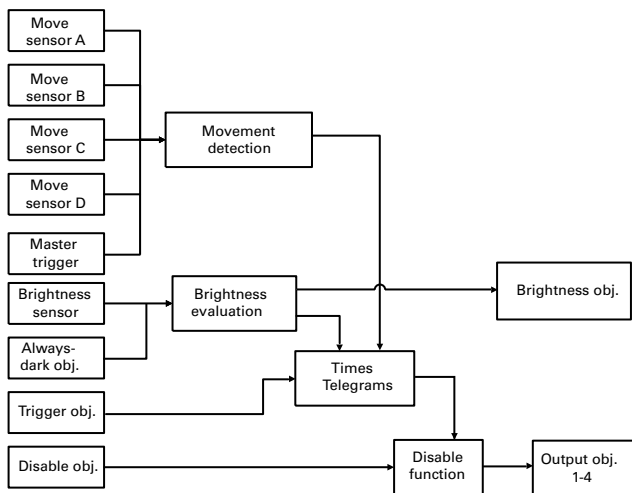 Move
sensor A
Move
sensor B
Move
sensor C
Move
sensor D
Master
trigger
Movement
detection
Brightness
sensor
Brightness
evaluation
Brightness obj.
Always-
dark obj.
Times
Telegrams
Trigger obj.
Disable obj.
Disable
function
Output obj.
1-4